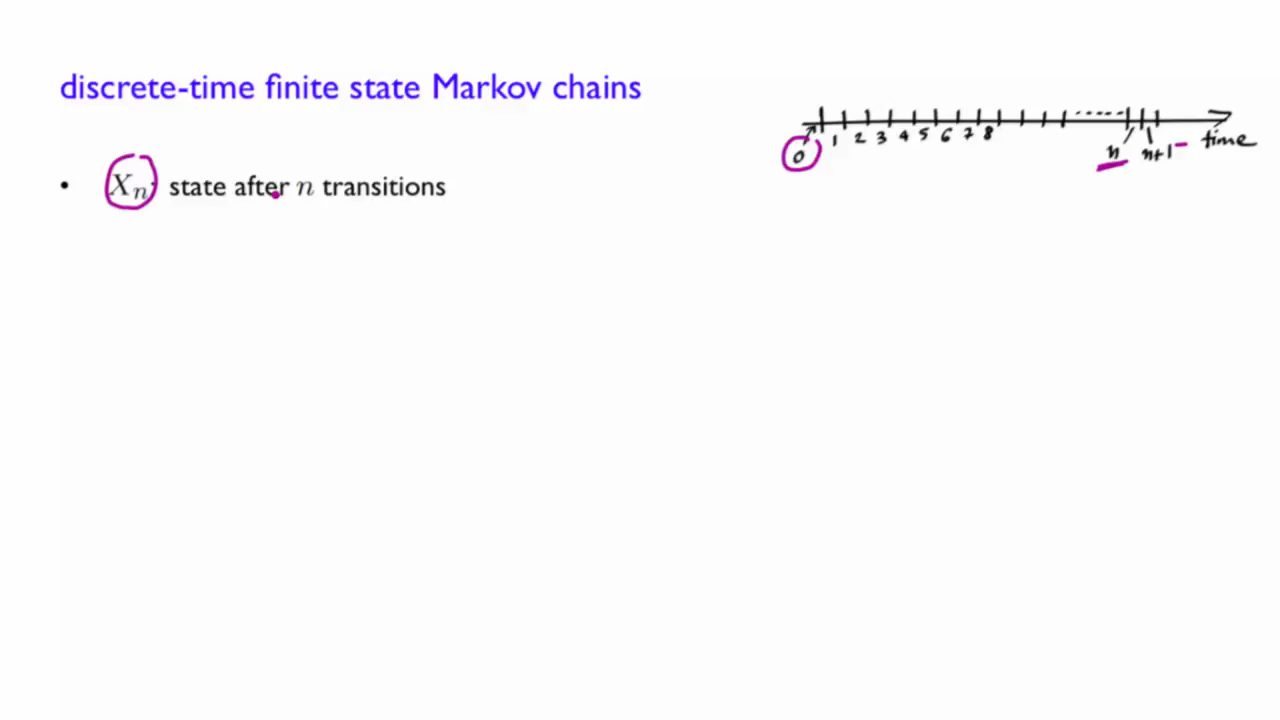 discrete-time finite state Markov chains
0 1 2 3 4 5 6 7 8 n n+1 time
• Xn: state after n transitions